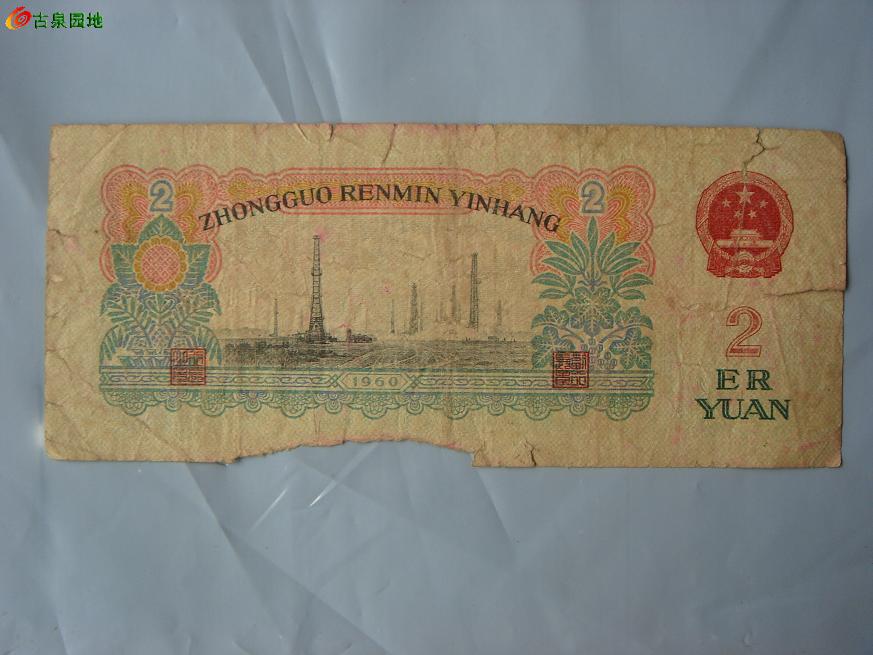 古泉园地
2
2
ZHONGGUO RENMIN YINHANG
1960
2
ER
YUAN